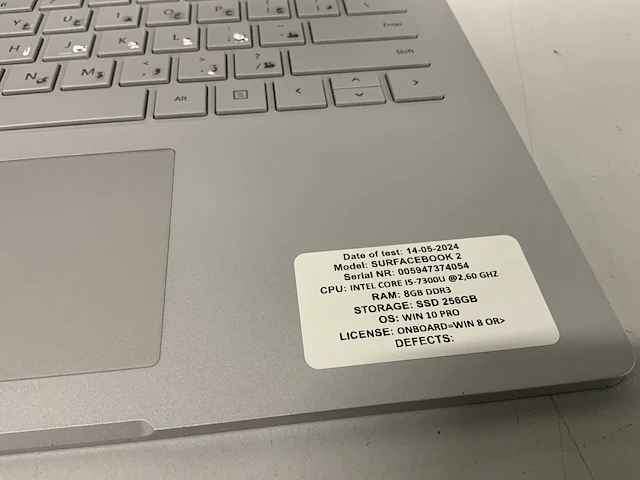 Enter
Shift
Y U I O P
H J K L ; :
N M < , > . ? /
Alt
Date of test: 14-05-2024
Model: SURFACEBOOK 2
Serial NR: 005947374054
CPU: INTEL CORE I5-7300U @2,60 GHZ
RAM: 8GB DDR3
STORAGE: SSD 256GB
OS: WIN 10 PRO
LICENSE: ONBOARD=WIN 8 OR>
DEFECTS: